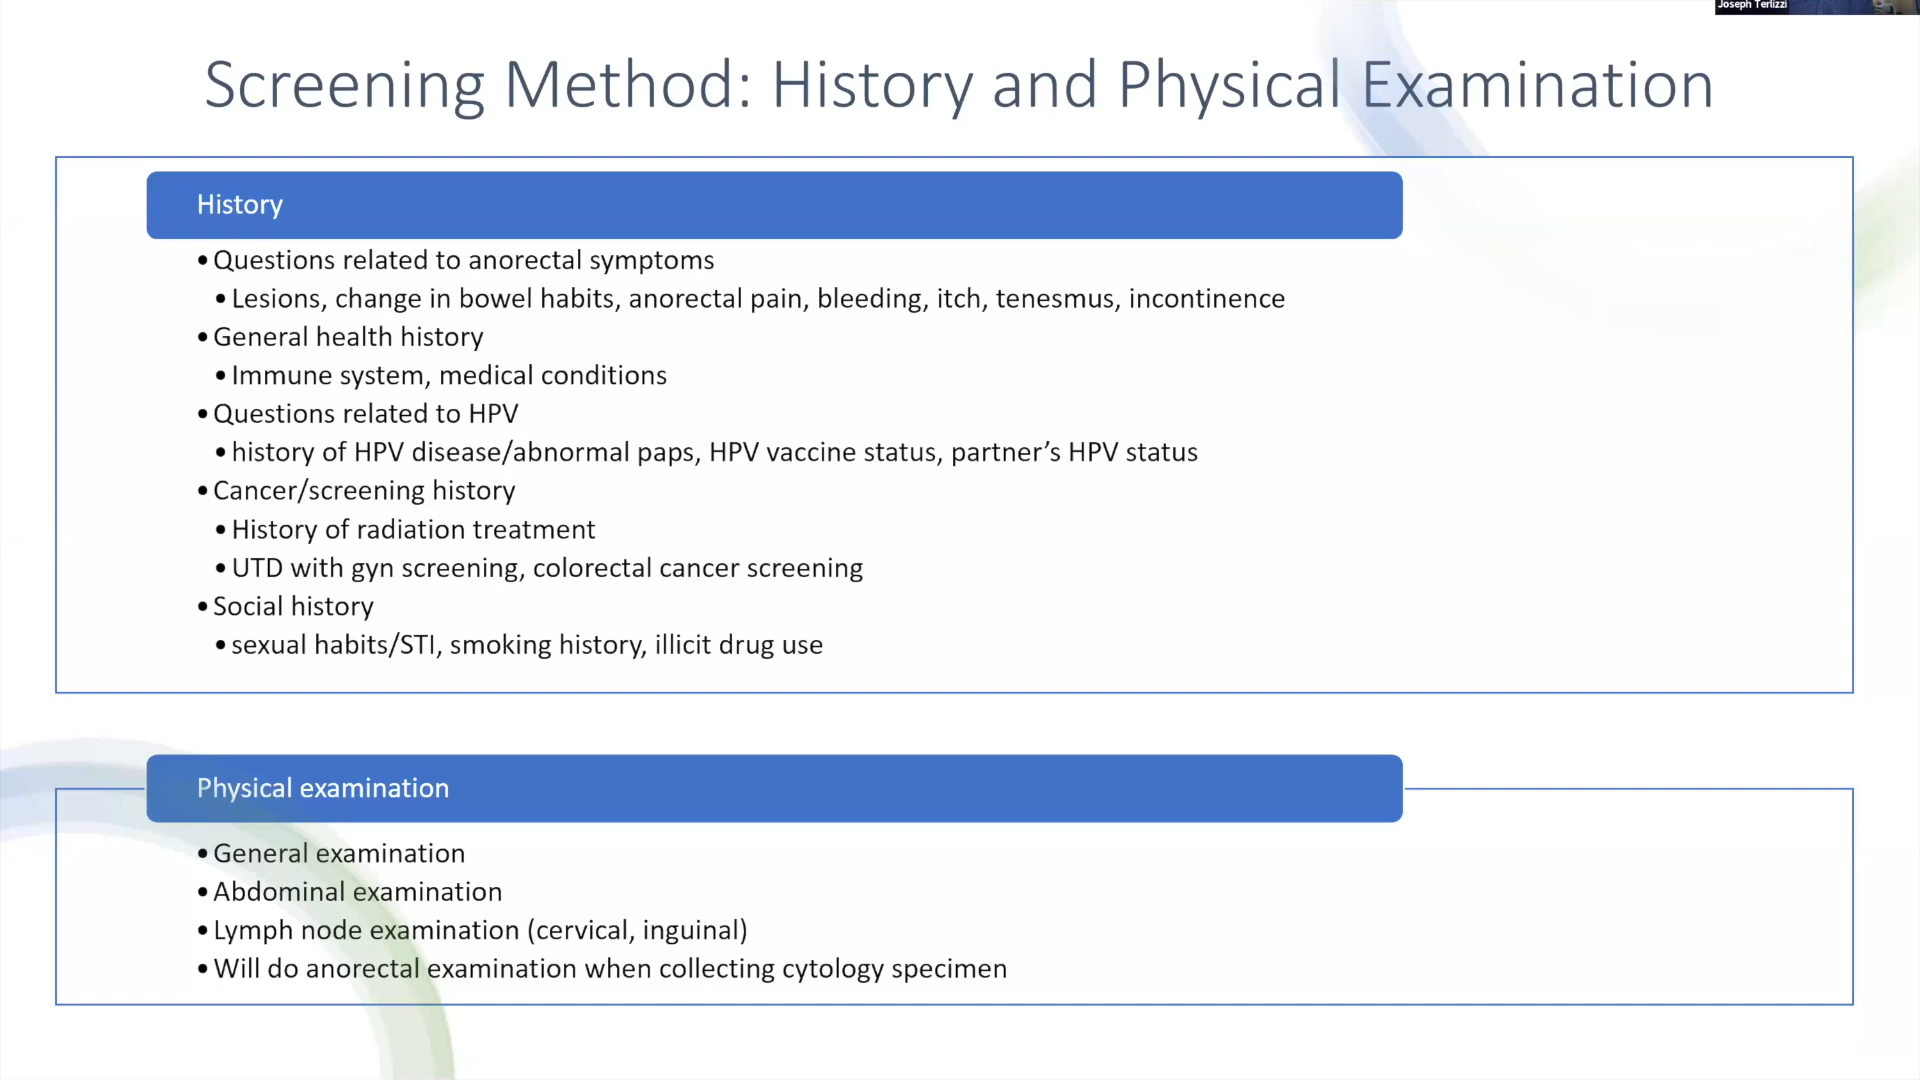 Joseph Terlizzi
Screening Method: History and Physical Examination
History
•Questions related to anorectal symptoms
•Lesions, change in bowel habits, anorectal pain, bleeding, itch, tenesmus, incontinence
•General health history
•Immune system, medical conditions
•Questions related to HPV
•history of HPV disease/abnormal paps, HPV vaccine status, partner’s HPV status
•Cancer/screening history
•History of radiation treatment
•UTD with gyn screening, colorectal cancer screening
•Social history
•sexual habits/STI, smoking history, illicit drug use
Physical examination
•General examination
•Abdominal examination
•Lymph node examination (cervical, inguinal)
•Will do anorectal examination when collecting cytology specimen